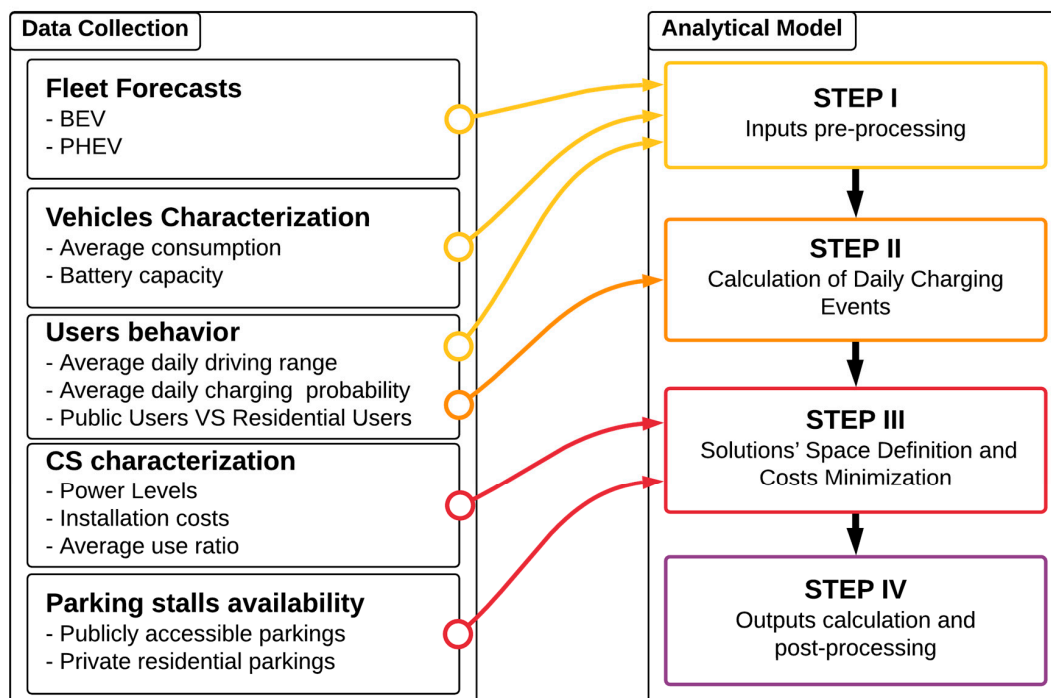 Data Collection
Fleet Forecasts
- BEV
- PHEV
Vehicles Characterization
- Average consumption
- Battery capacity
Users behavior
- Average daily driving range
- Average daily charging  probability
- Public Users VS Residential Users
CS characterization
- Power Levels
- Installation costs
- Average use ratio
Parking stalls availability
- Publicly accessible parkings
- Private residential parkings
Analytical Model
STEP I
Inputs pre-processing
STEP II
Calculation of Daily Charging
Events
STEP III
Solutions’ Space Definition and
Costs Minimization
STEP IV
Outputs calculation and
post-processing